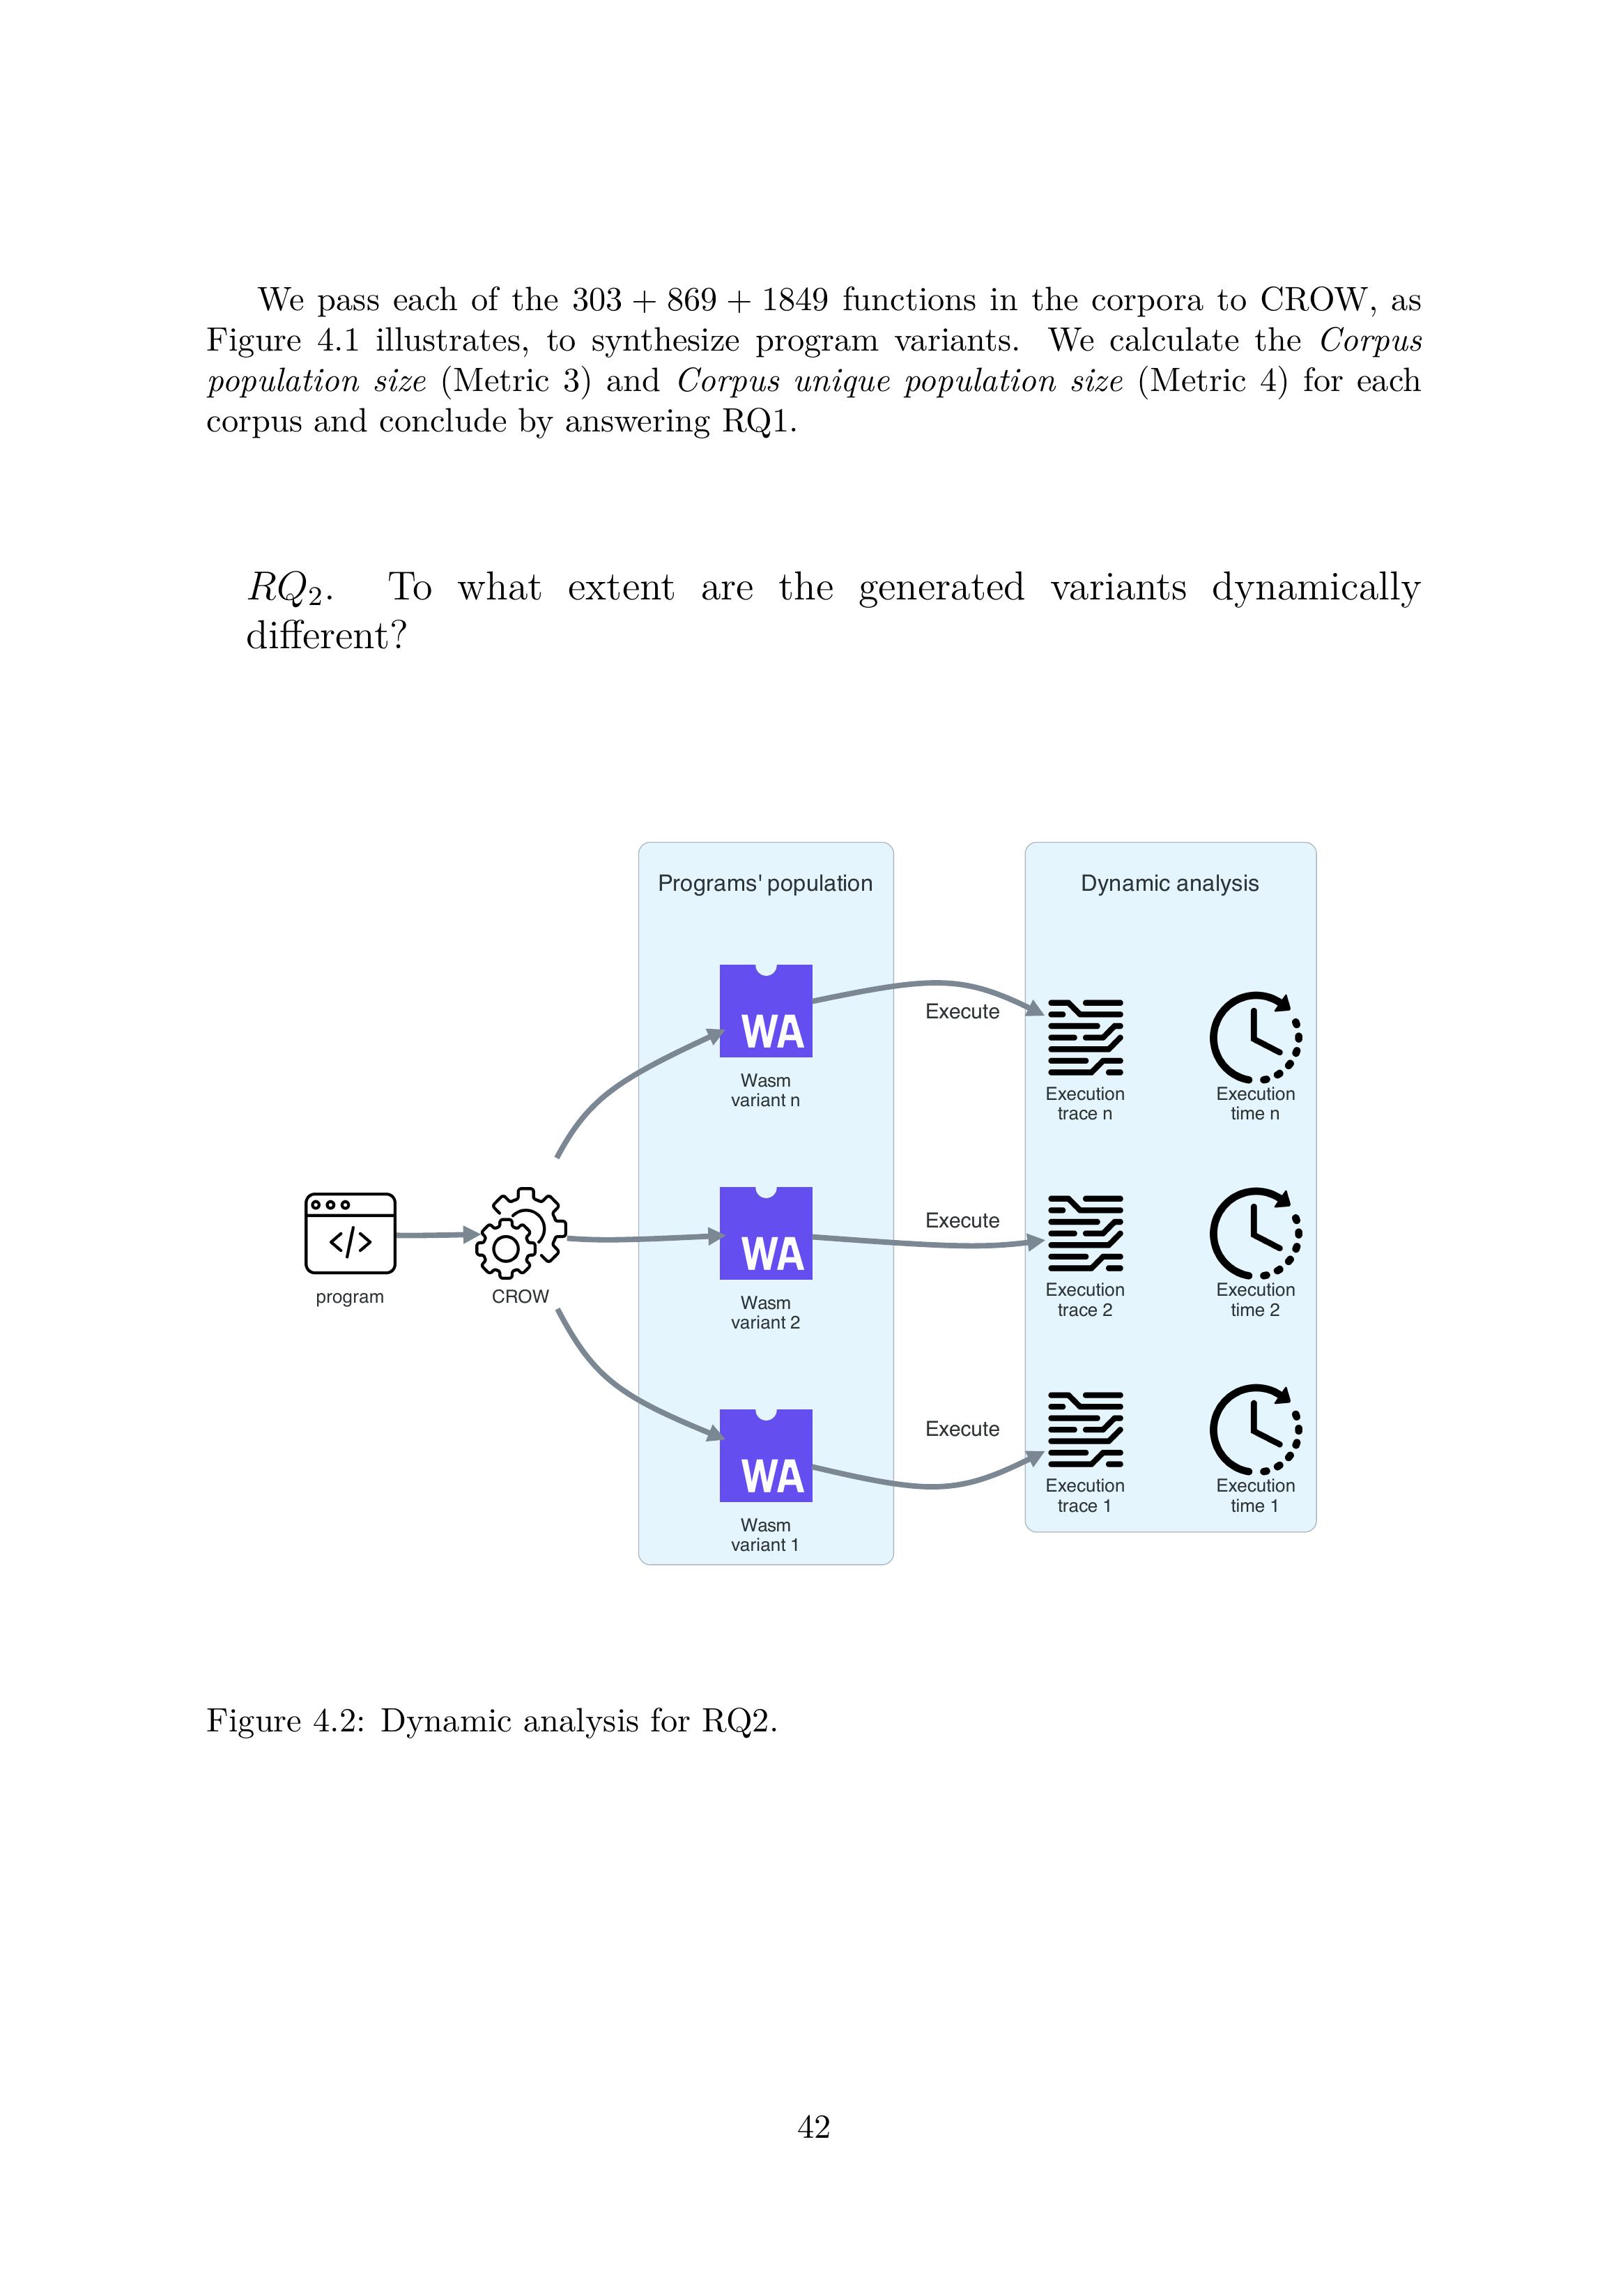 We pass each of the 303 + 869 + 1849 functions in the corpora to CROW, as
Figure 4.1 illustrates, to synthesize program variants. We calculate the Corpus
population size (Metric 3) and Corpus unique population size (Metric 4) for each
corpus and conclude by answering RQ1.
RQ₂. To what extent are the generated variants dynamically
different?
Programs' population
Dynamic analysis
WA
Wasm
variant n
Execute
Execution
trace n
Execution
time n
</>
program
CROW
WA
Wasm
variant 2
Execute
Execution
trace 2
Execution
time 2
WA
Wasm
variant 1
Execute
Execution
trace 1
Execution
time 1
Figure 4.2: Dynamic analysis for RQ2.
42